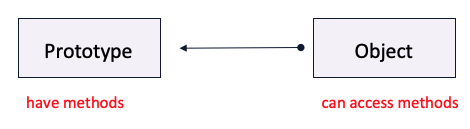 Prototype
Object
have methods
can access methods